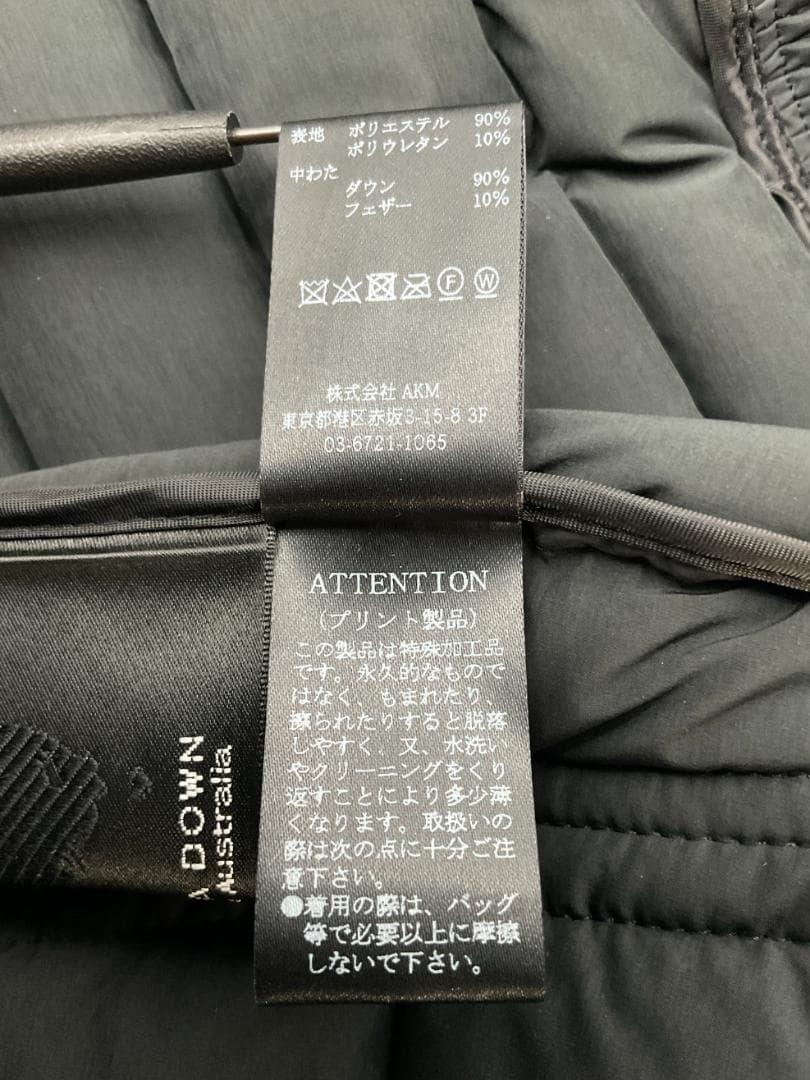 表地 ポリエステル 90%
ポリウレタン 10%
中わた
ダウン 90%
フェザー 10%
F W
株式会社 AKM
東京都港区赤坂3-15-8 3F
03-6721-1065
ATTENTION
(プリント製品)
この製品は特殊加工品
です。永久的なもので
はなく、もまれたり、
擦られたりすると脱落
しやすく、又、水洗い
やクリーニングをくり
返すことにより多少薄
くなります。取扱いの
際は次の点に十分ご注
意下さい。
●着用の際は、バッグ
等で必要以上に摩擦
しないで下さい。
A DOWN
Australia